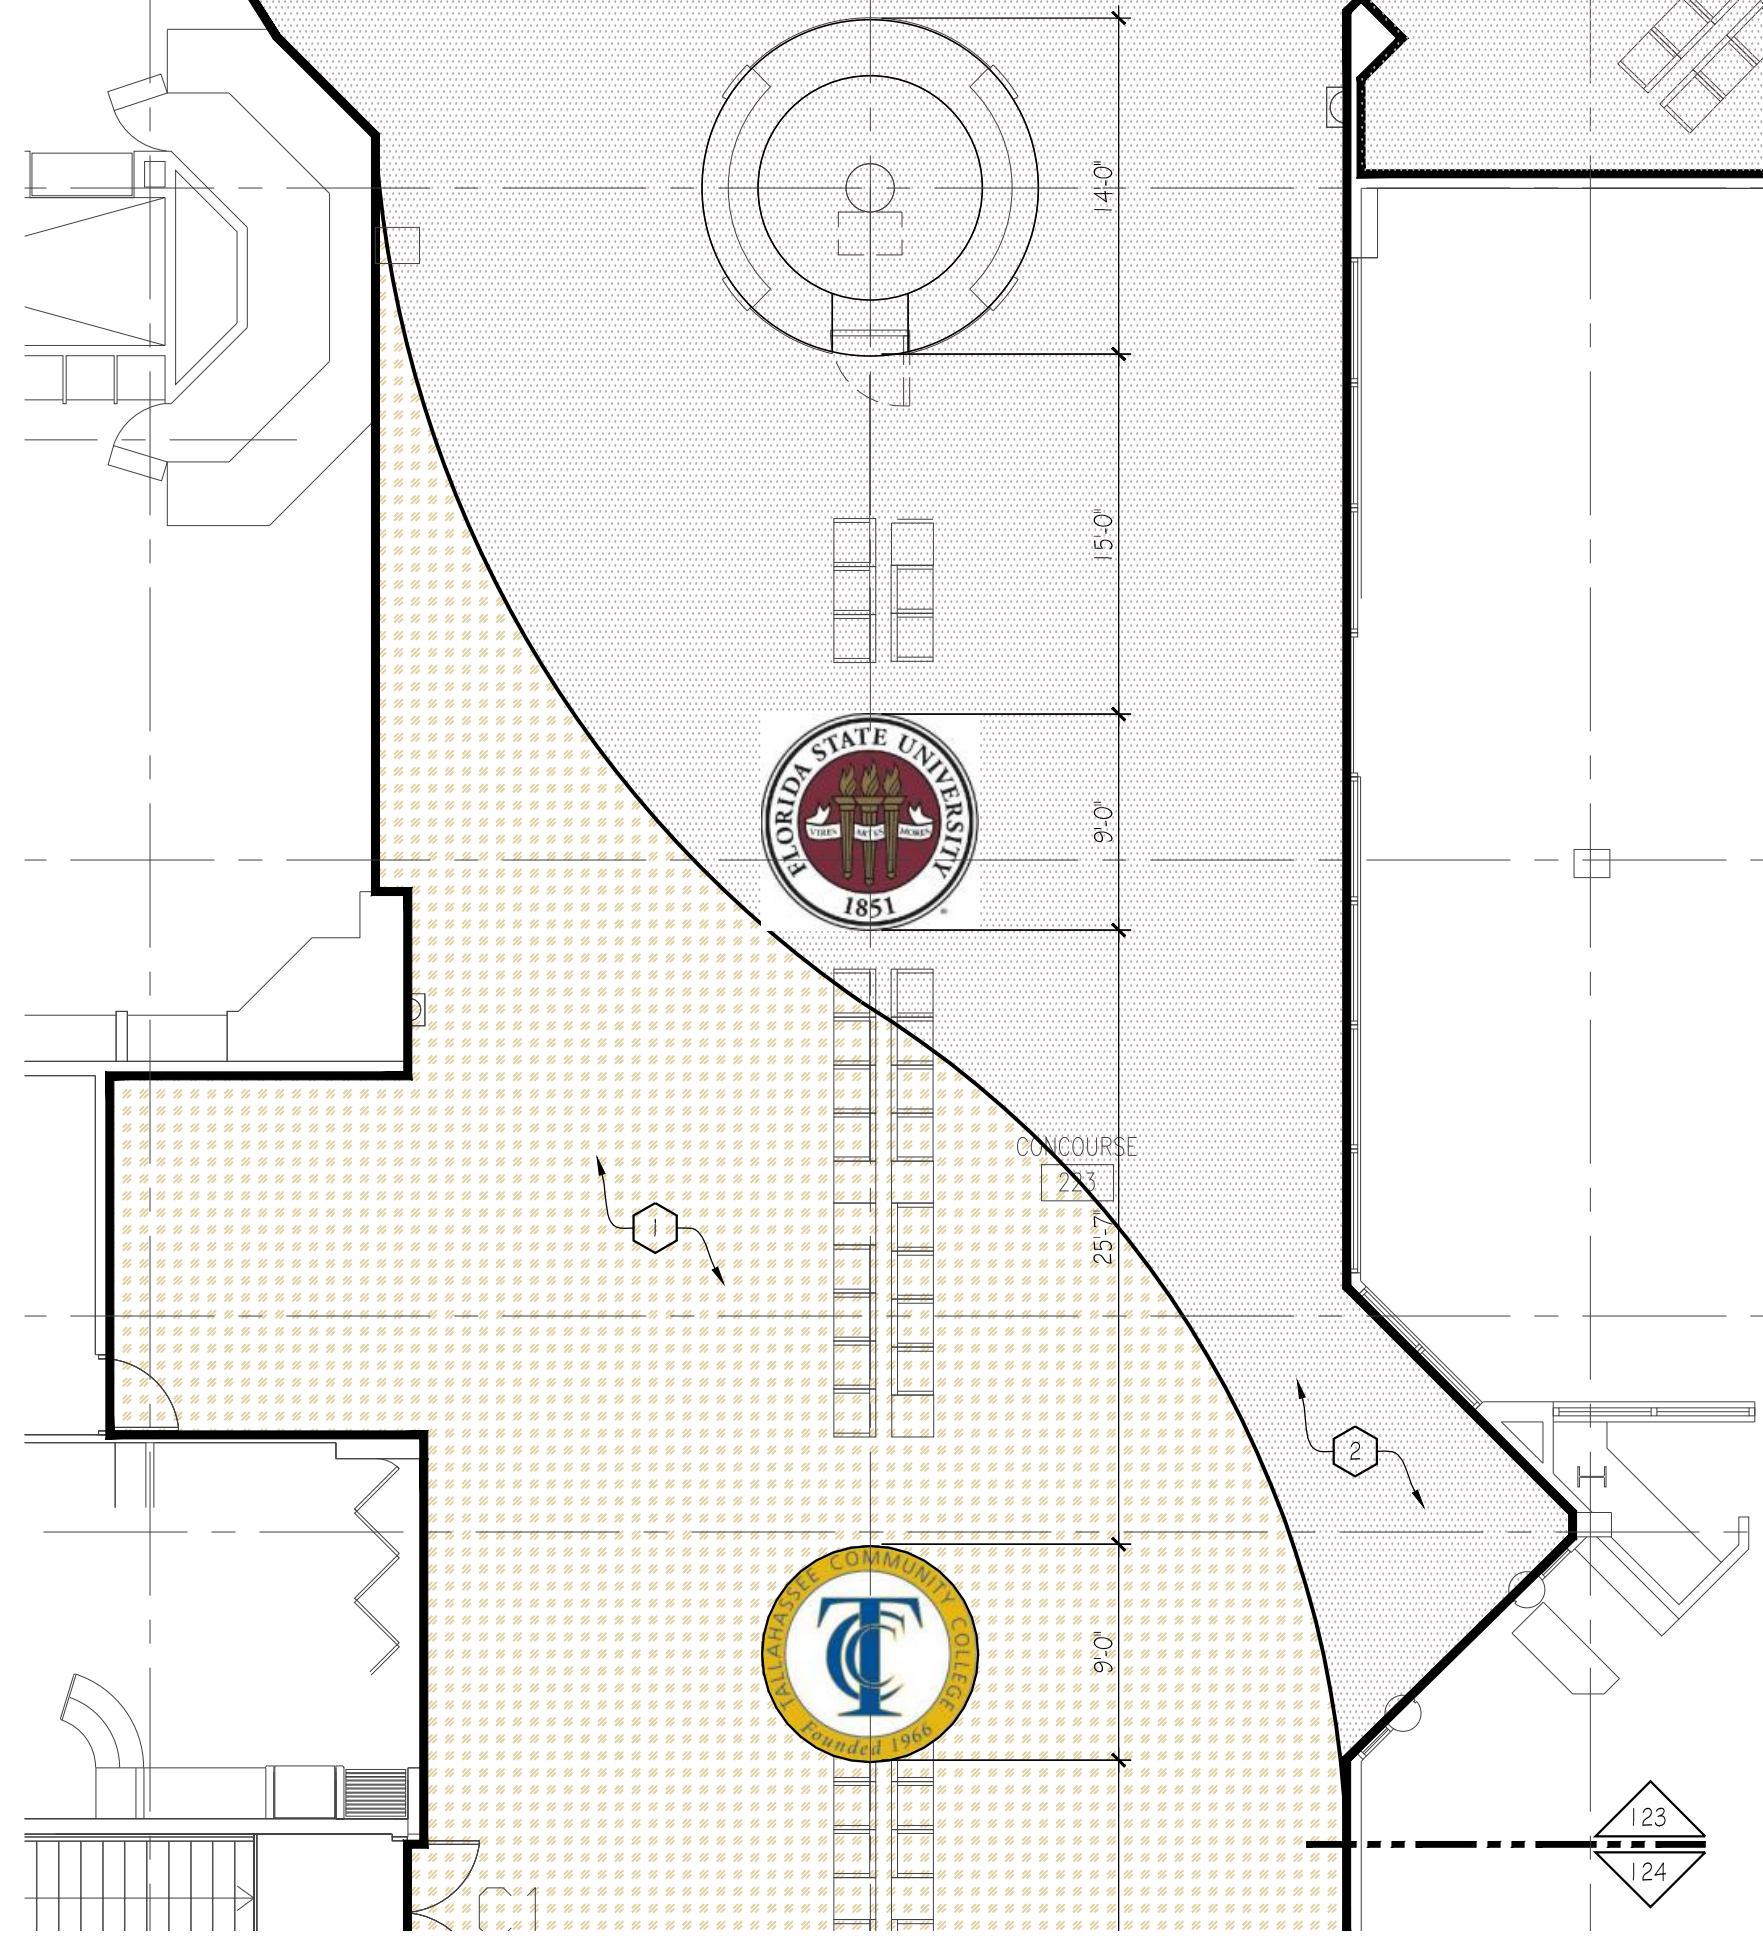 14'-0"
15'-0"
FLORIDA STATE UNIVERSITY
VIRES ARTES MORES
1851
9'-0"
CONCOURSE
223
25'-7"
1
2
TALLAHASSEE COMMUNITY COLLEGE
TCC
Founded 1966
9'-0"
123
124